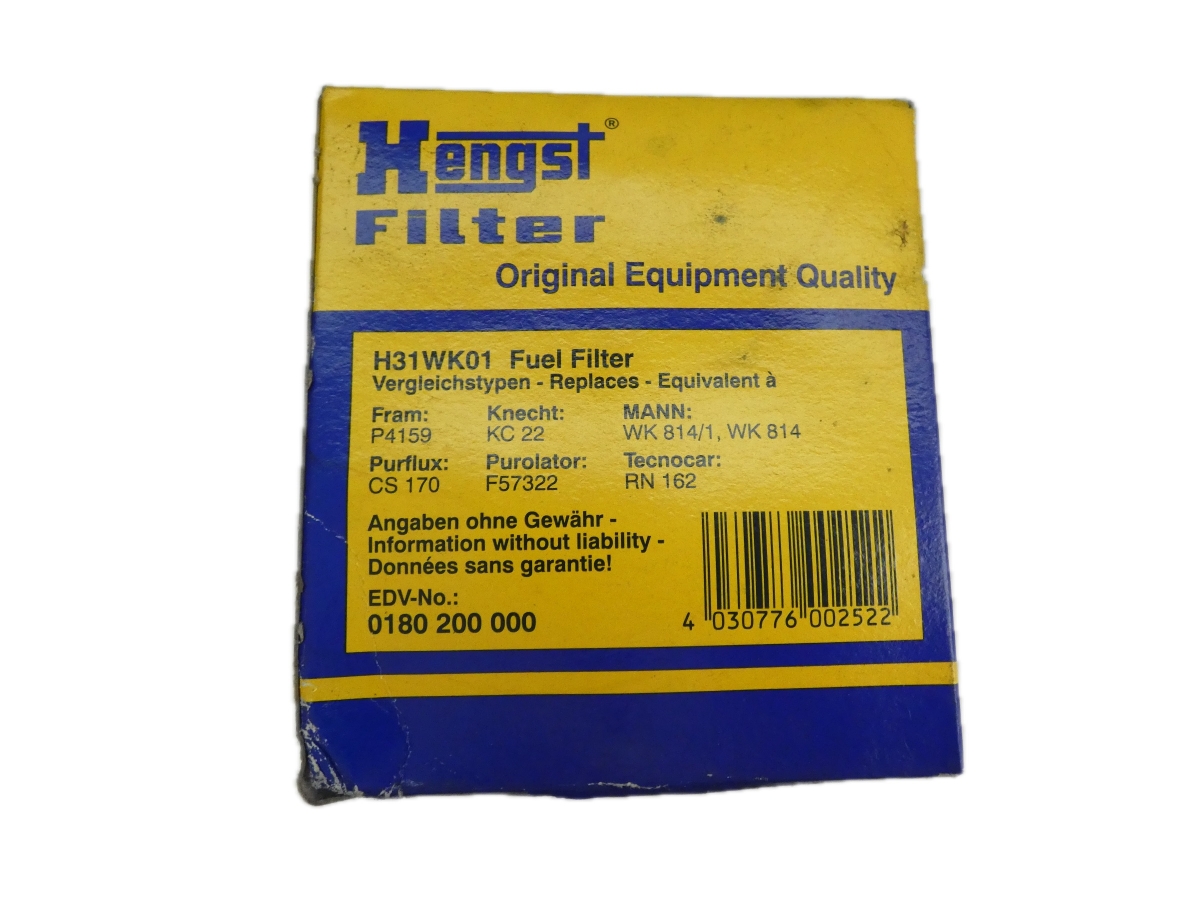 Hengst®
Filter
Original Equipment Quality
H31WK01 Fuel Filter
Vergleichstypen - Replaces - Equivalent à
Fram: Knecht: MANN:
P4159 KC 22 WK 814/1, WK 814
Purflux: Purolator: Tecnocar:
CS 170 F57322 RN 162
Angaben ohne Gewähr -
Information without liability -
Données sans garantie!
EDV-No.:
0180 200 000
4 030776 002522